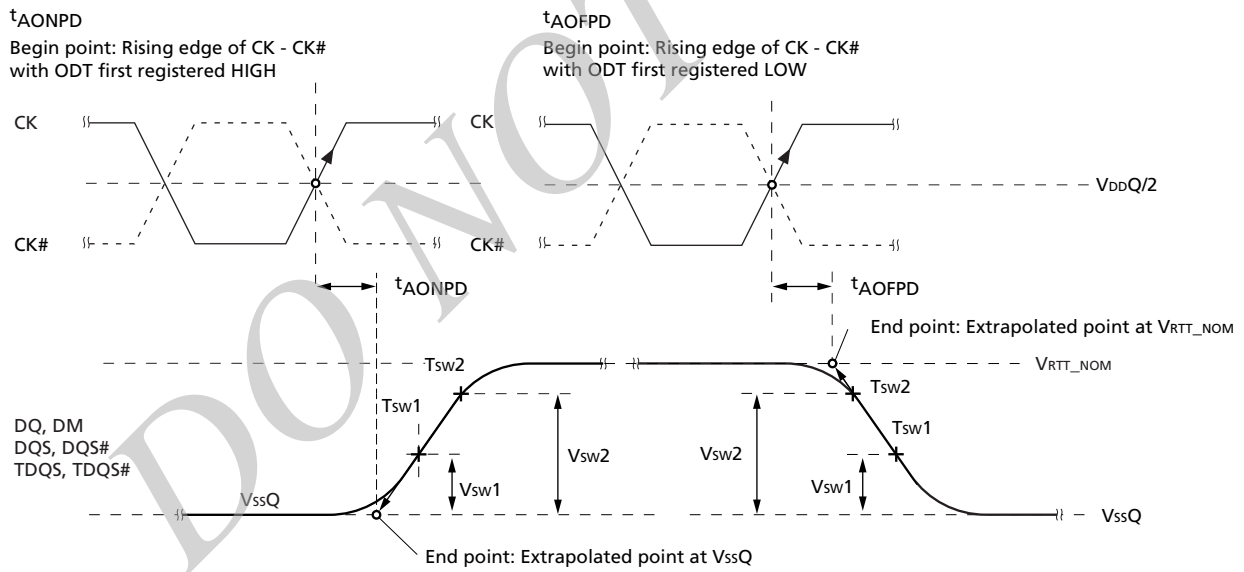 tAONPD
Begin point: Rising edge of CK - CK#
with ODT first registered HIGH
tAOFPD
Begin point: Rising edge of CK - CK#
with ODT first registered LOW
CK
CK
VDDQ/2
CK#
CK#
tAONPD
tAOFPD
End point: Extrapolated point at VRTT_NOM
TSW2
VRTT_NOM
TSW2
TSW1
TSW1
DQ, DM
DQS, DQS#
TDQS, TDQS#
VSW2
VSW2
VSW1
VSW1
VSSQ
VSSQ
End point: Extrapolated point at VSSQ
DO NOT